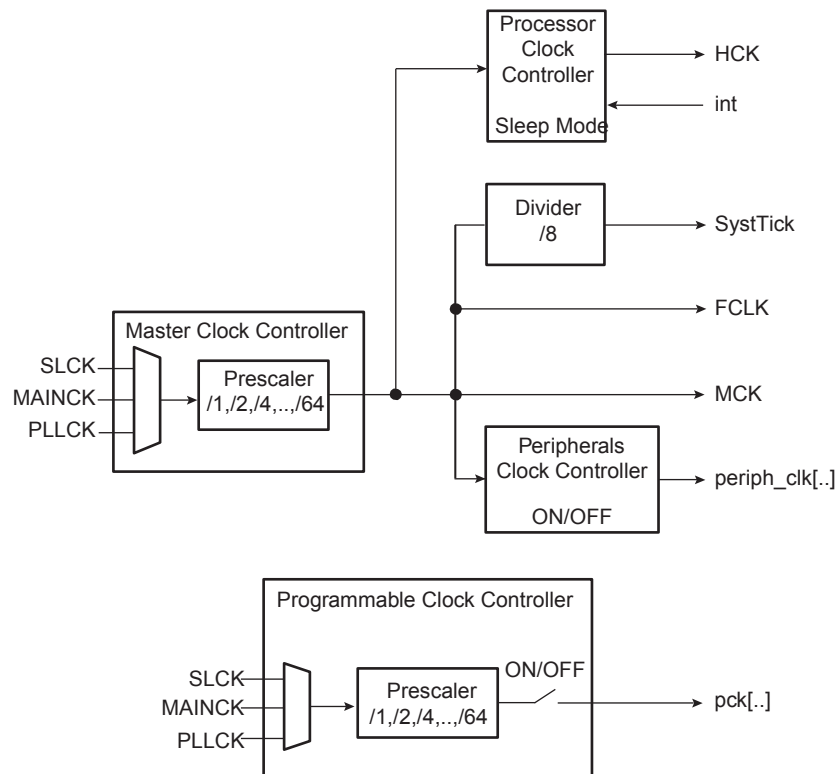 Processor
Clock
Controller
Sleep Mode
HCK
int
Divider
/8
SystTick
FCLK
Master Clock Controller
SLCK
MAINCK
PLLCK
Prescaler
/1,/2,/4,..,/64
MCK
Peripherals
Clock Controller
ON/OFF
periph_clk[..]
Programmable Clock Controller
SLCK
MAINCK
PLLCK
Prescaler
/1,/2,/4,..,/64
ON/OFF
pck[..]